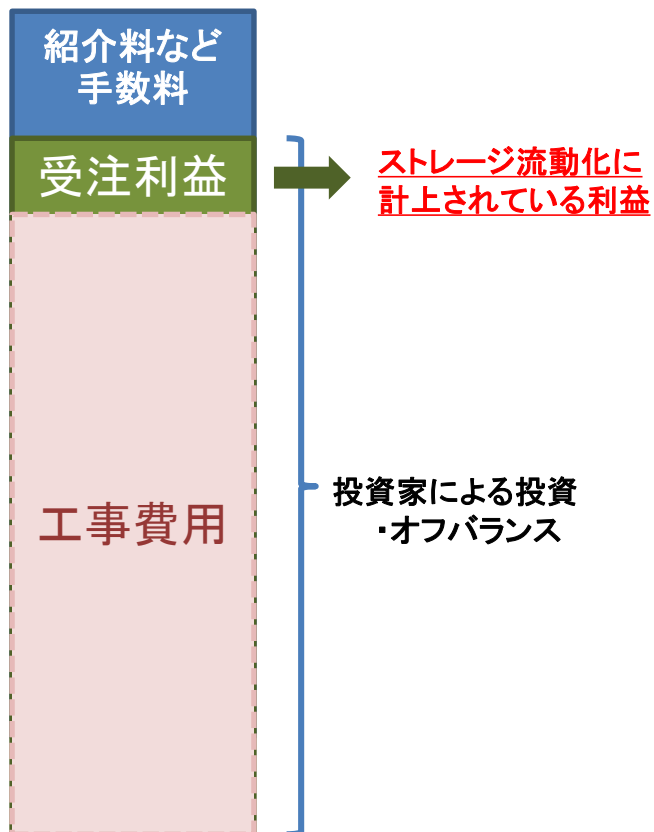 紹介料など
手数料
受注利益
ストレージ流動化に
計上されている利益
工事費用
投資家による投資
・オフバランス